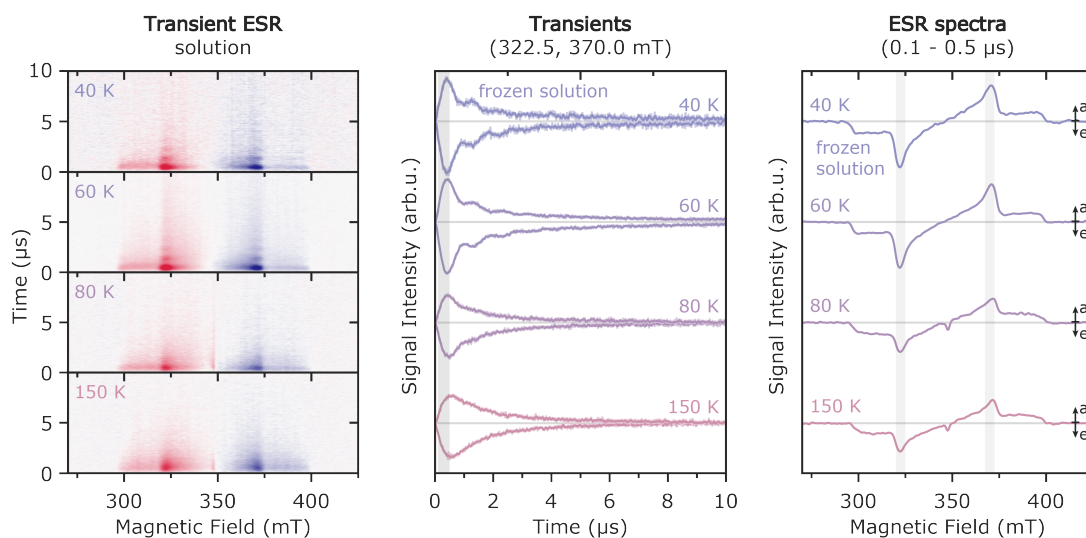 Transient ESR
solution
Time (µs)
10
5
0
5
0
5
0
5
0
40 K
60 K
80 K
150 K
300
350
400
Magnetic Field (mT)
Transients
(322.5, 370.0 mT)
Signal Intensity (arb.u.)
frozen solution
40 K
60 K
80 K
150 K
0
2
4
6
8
10
Time (µs)
ESR spectra
(0.1 - 0.5 µs)
Signal Intensity (arb.u.)
40 K
frozen
solution
60 K
80 K
150 K
a
e
a
e
a
e
a
e
300
350
400
Magnetic Field (mT)